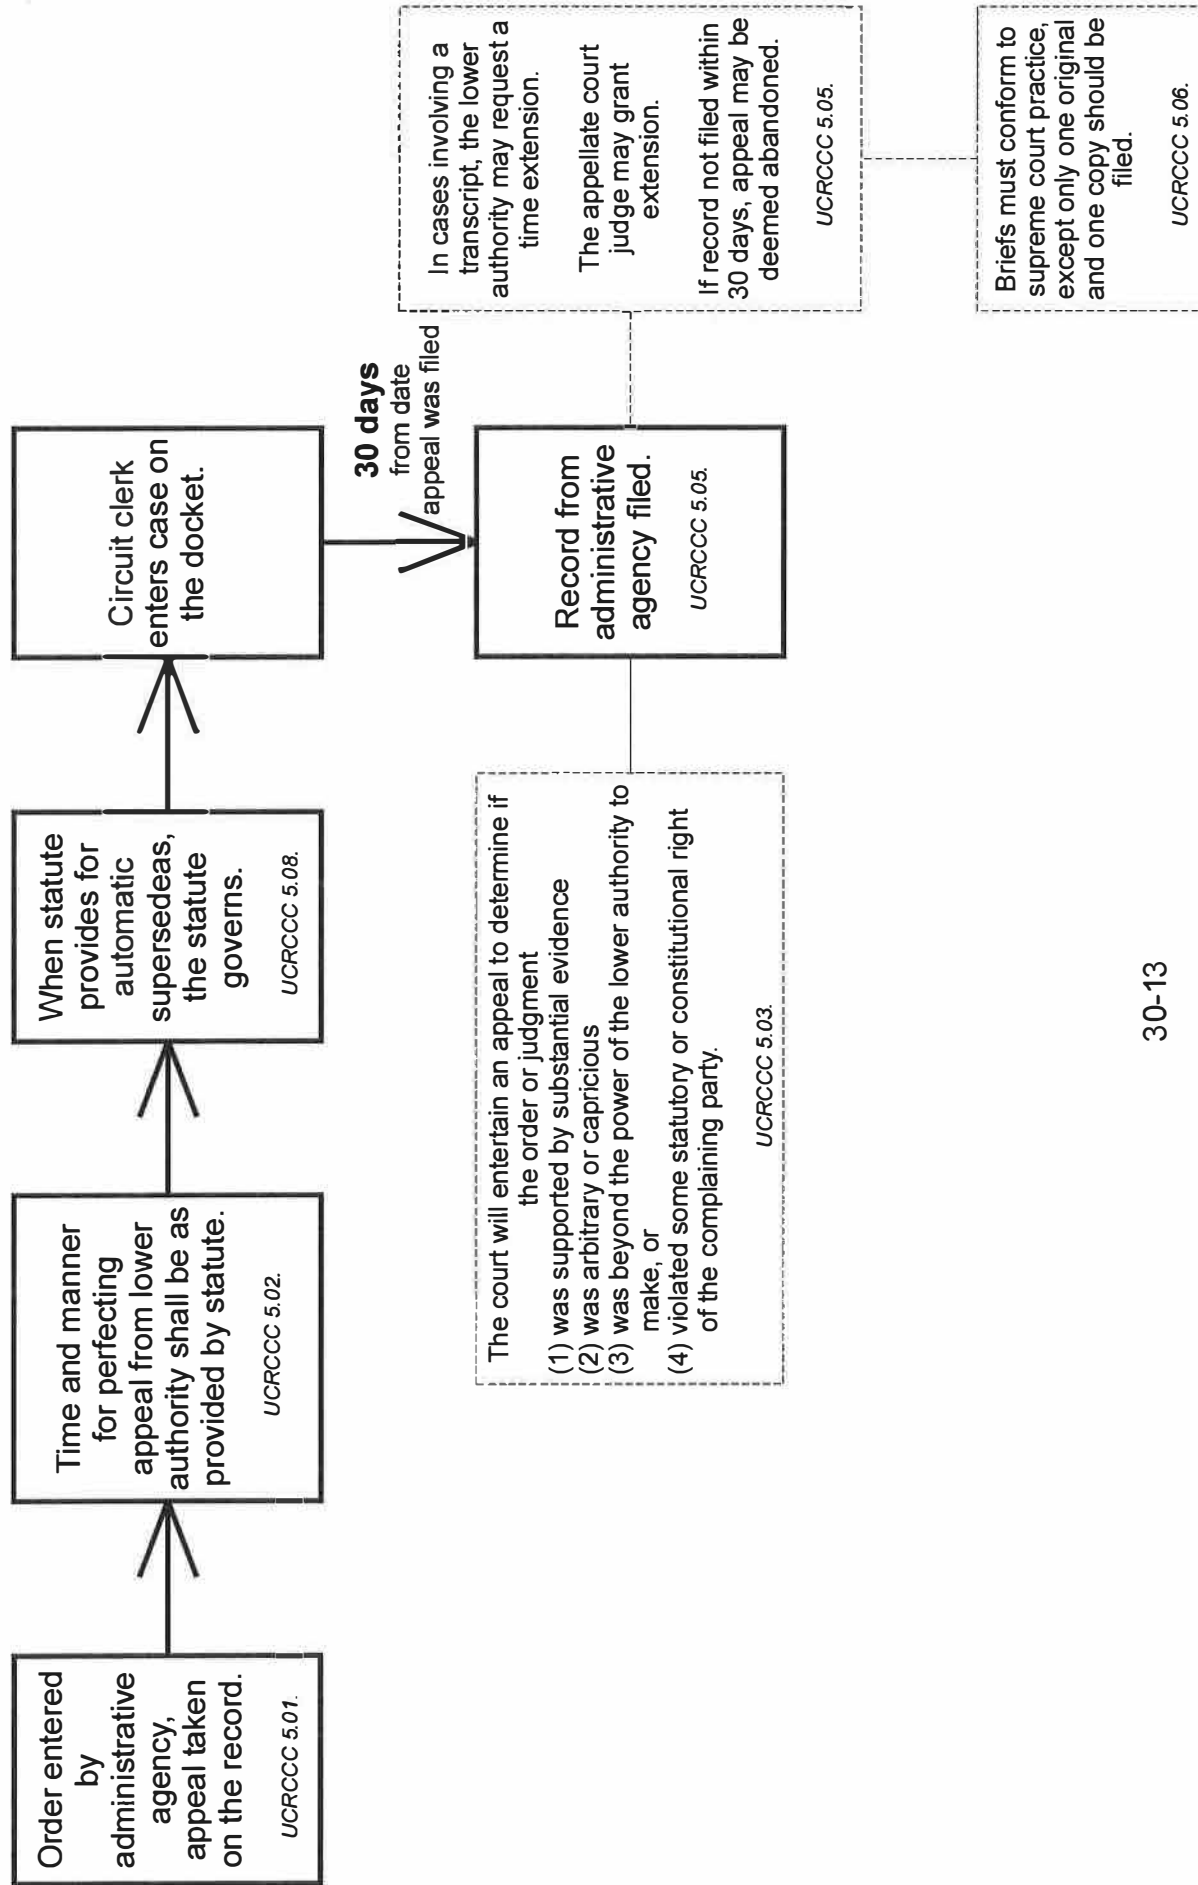 Order entered
by
administrative
agency,
appeal taken
on the record.
UCRCCC 5.01.
Time and manner
for perfecting
appeal from lower
authority shall be as
provided by statute.
UCRCCC 5.02.
When statute
provides for
automatic
supersedeas,
the statute
governs.
UCRCCC 5.08.
Circuit clerk
enters case on
the docket.
30 days
from date
appeal was filed
The court will entertain an appeal to determine if
the order or judgment
(1) was supported by substantial evidence
(2) was arbitrary or capricious
(3) was beyond the power of the lower authority to
make, or
(4) violated some statutory or constitutional right
of the complaining party.
UCRCCC 5.03.
Record from
administrative
agency filed.
UCRCCC 5.05.
In cases involving a
transcript, the lower
authority may request a
time extension.
The appellate court
judge may grant
extension.
If record not filed within
30 days, appeal may be
deemed abandoned.
UCRCCC 5.05.
Briefs must conform to
supreme court practice,
except only one original
and one copy should be
filed.
UCRCCC 5.06.
30-13